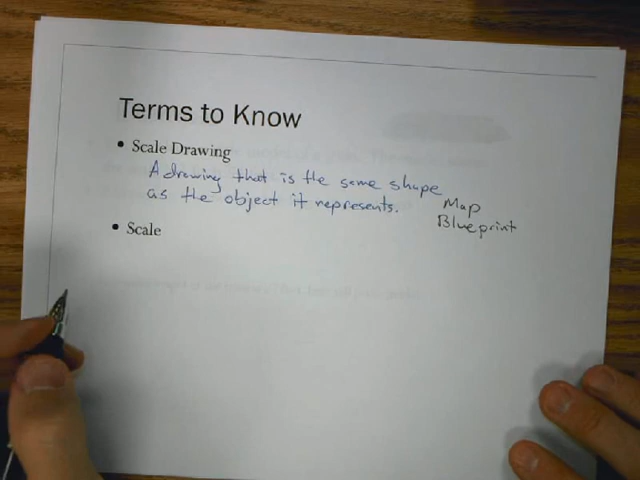 Terms to Know
• Scale Drawing
A drawing that is the same shape
as the object it represents.
Map
Blueprint
• Scale